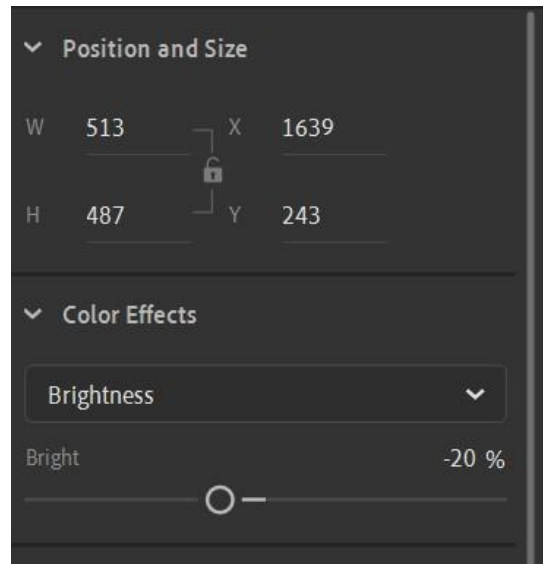 Position and Size
W 513 X 1639
H 487 Y 243
Color Effects
Brightness
Bright -20 %